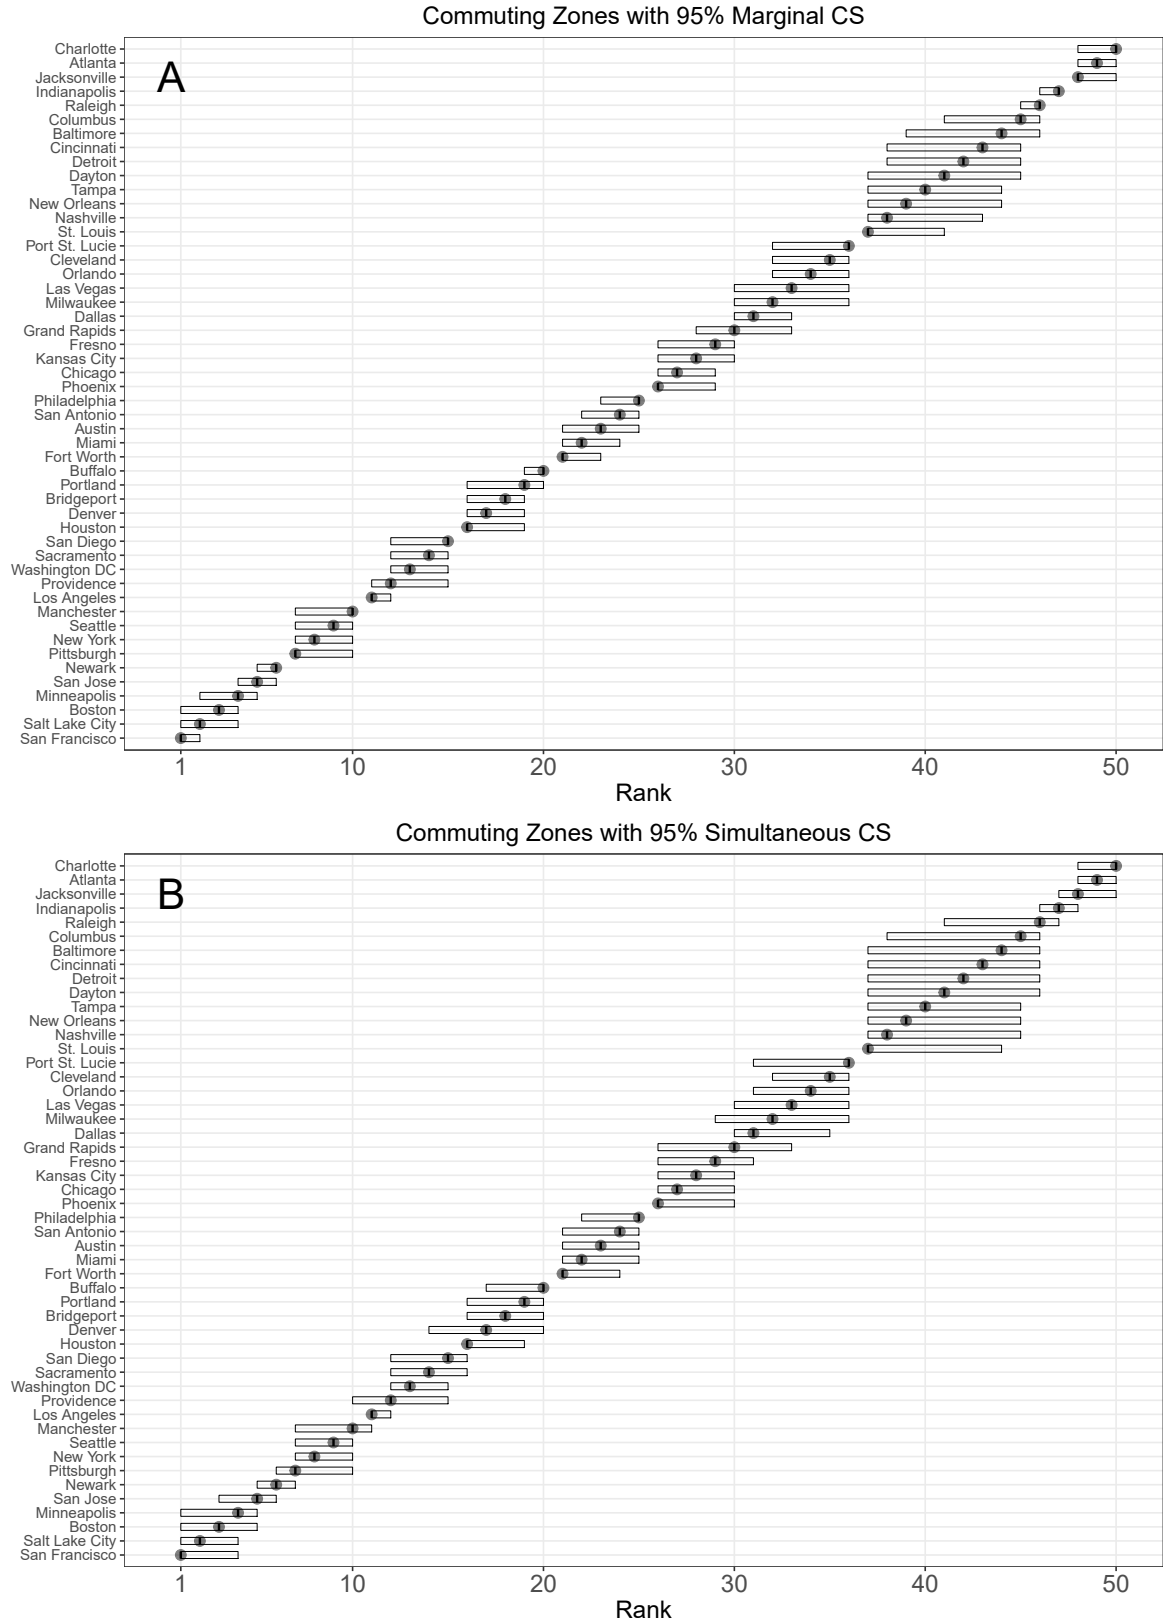 Commuting Zones with 95% Marginal CS
A
Charlotte
Atlanta
Jacksonville
Indianapolis
Raleigh
Columbus
Baltimore
Cincinnati
Detroit
Dayton
Tampa
New Orleans
Nashville
St. Louis
Port St. Lucie
Cleveland
Orlando
Las Vegas
Milwaukee
Dallas
Grand Rapids
Fresno
Kansas City
Chicago
Phoenix
Philadelphia
San Antonio
Austin
Miami
Fort Worth
Buffalo
Portland
Bridgeport
Denver
Houston
San Diego
Sacramento
Washington DC
Providence
Los Angeles
Manchester
Seattle
New York
Pittsburgh
Newark
San Jose
Minneapolis
Boston
Salt Lake City
San Francisco
1 10 20 30 40 50
Rank
Commuting Zones with 95% Simultaneous CS
B
Charlotte
Atlanta
Jacksonville
Indianapolis
Raleigh
Columbus
Baltimore
Cincinnati
Detroit
Dayton
Tampa
New Orleans
Nashville
St. Louis
Port St. Lucie
Cleveland
Orlando
Las Vegas
Milwaukee
Dallas
Grand Rapids
Fresno
Kansas City
Chicago
Phoenix
Philadelphia
San Antonio
Austin
Miami
Fort Worth
Buffalo
Portland
Bridgeport
Denver
Houston
San Diego
Sacramento
Washington DC
Providence
Los Angeles
Manchester
Seattle
New York
Pittsburgh
Newark
San Jose
Minneapolis
Boston
Salt Lake City
San Francisco
1 10 20 30 40 50
Rank